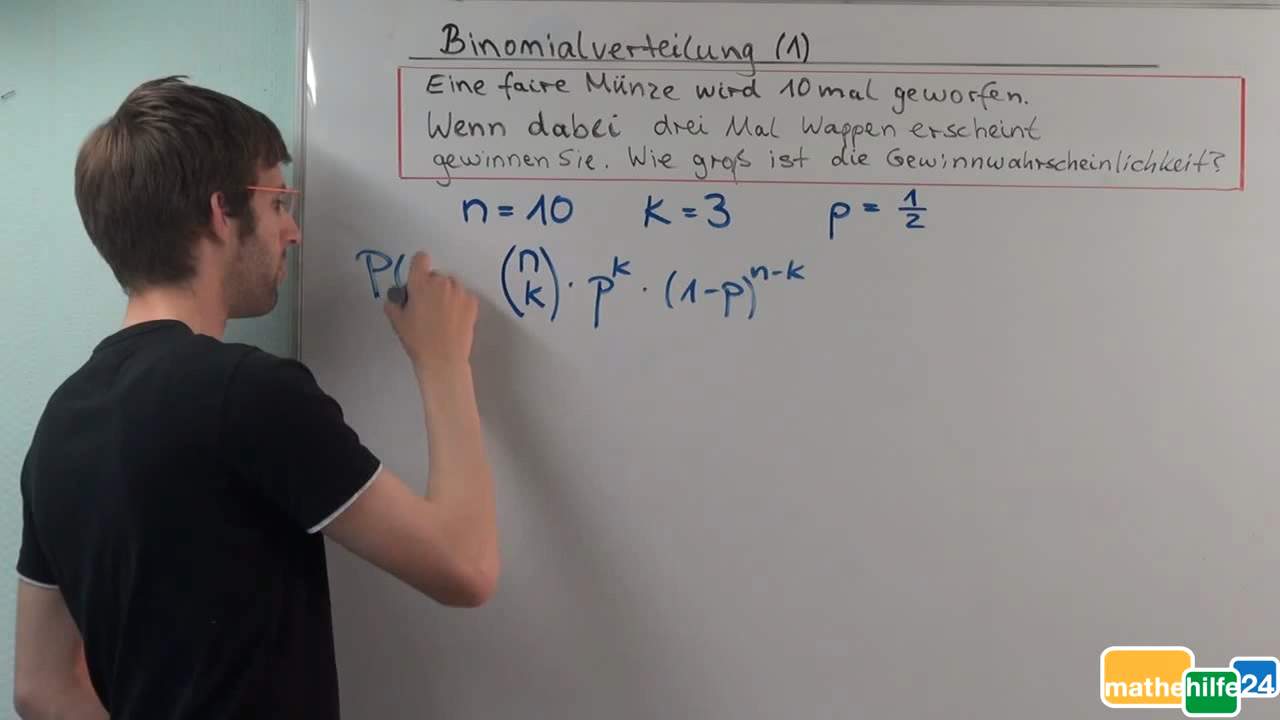 Binomialverteilung (1)
Eine faire Münze wird 10 mal geworfen.
Wenn dabei drei Mal Wappen erscheint
gewinnen Sie. Wie groß ist die Gewinnwahrscheinlichkeit?
n = 10 k = 3 p = 1/2
P( (n k) · p^k · (1-p)^n-k
mathehilfe24